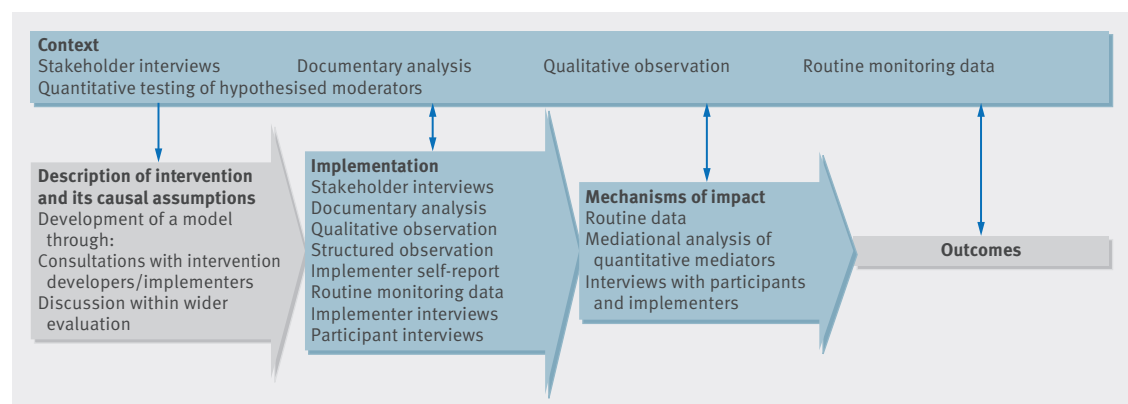 Context
Stakeholder interviews Documentary analysis Qualitative observation Routine monitoring data
Quantitative testing of hypothesised moderators
Description of intervention
and its causal assumptions
Development of a model
through:
Consultations with intervention
developers/implementers
Discussion within wider
evaluation
Implementation
Stakeholder interviews
Documentary analysis
Qualitative observation
Structured observation
Implementer self-report
Routine monitoring data
Implementer interviews
Participant interviews
Mechanisms of impact
Routine data
Mediational analysis of
quantitative mediators
Interviews with participants
and implementers
Outcomes